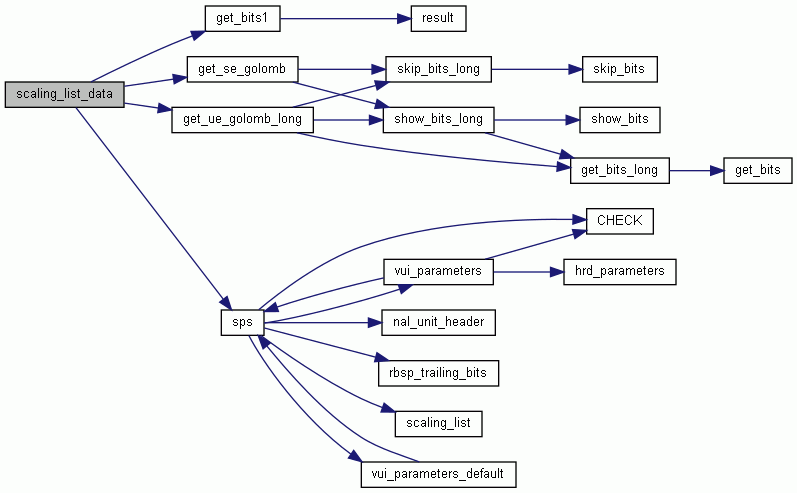 get_bits1
result
get_se_golomb
skip_bits_long
skip_bits
scaling_list_data
get_ue_golomb_long
show_bits_long
show_bits
get_bits_long
get_bits
CHECK
vui_parameters
hrd_parameters
sps
nal_unit_header
rbsp_trailing_bits
scaling_list
vui_parameters_default